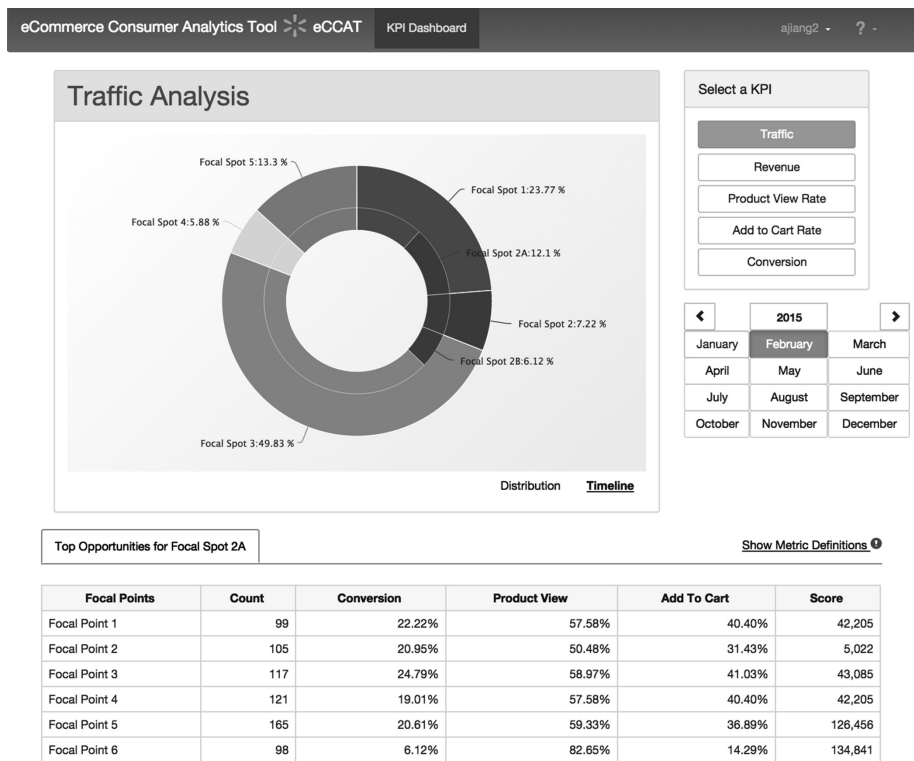 eCommerce Consumer Analytics Tool eCCAT KPI Dashboard ajiang2 ?
Traffic Analysis
Focal Spot 5:13.3 %
Focal Spot 1:23.77 %
Focal Spot 4:5.88 %
Focal Spot 2A:12.1 %
Focal Spot 2:7.22 %
Focal Spot 2B:6.12 %
Focal Spot 3:49.83 %
Distribution Timeline
Select a KPI
Traffic
Revenue
Product View Rate
Add to Cart Rate
Conversion
2015
January February March
April May June
July August September
October November December
Top Opportunities for Focal Spot 2A
Show Metric Definitions
Focal Points Count Conversion Product View Add To Cart Score
Focal Point 1 99 22.22% 57.58% 40.40% 42,205
Focal Point 2 105 20.95% 50.48% 31.43% 5,022
Focal Point 3 117 24.79% 58.97% 41.03% 43,085
Focal Point 4 121 19.01% 57.58% 40.40% 42,205
Focal Point 5 165 20.61% 59.33% 36.89% 126,456
Focal Point 6 98 6.12% 82.65% 14.29% 134,841